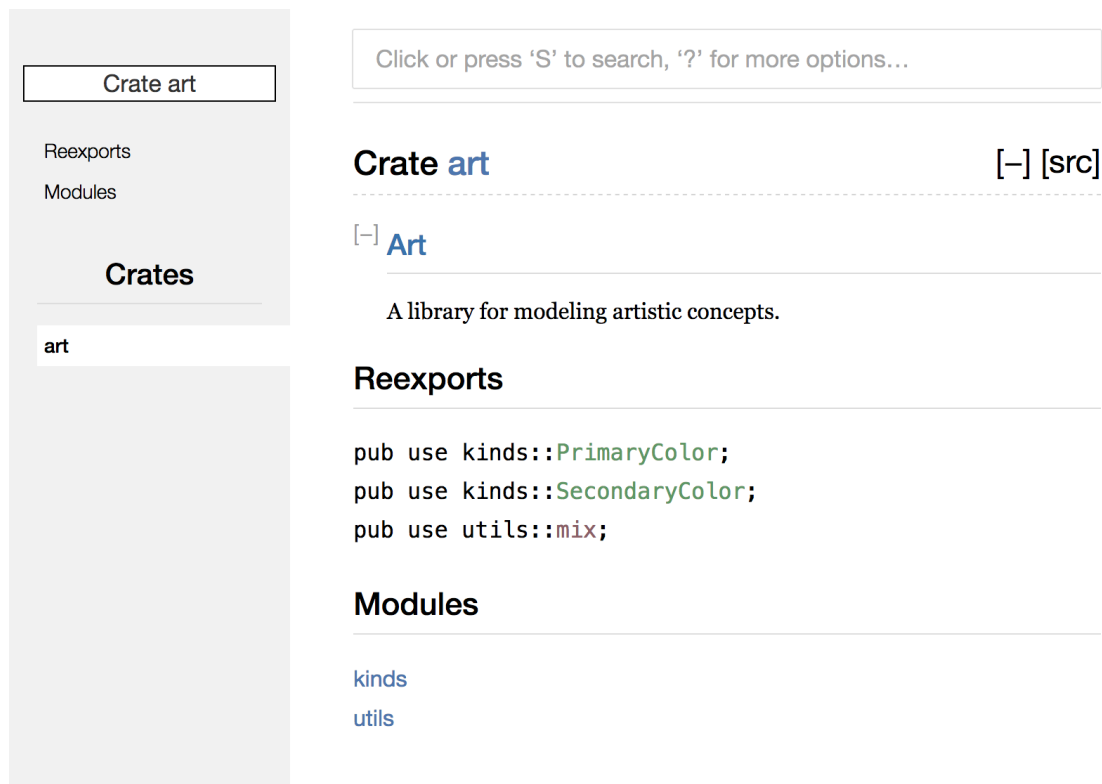 Crate art
Reexports
Modules
Crates
art
Click or press ‘S’ to search, ‘?’ for more options…
Crate art [−] [src]
[−] Art
A library for modeling artistic concepts.
Reexports
pub use kinds::PrimaryColor;
pub use kinds::SecondaryColor;
pub use utils::mix;
Modules
kinds
utils